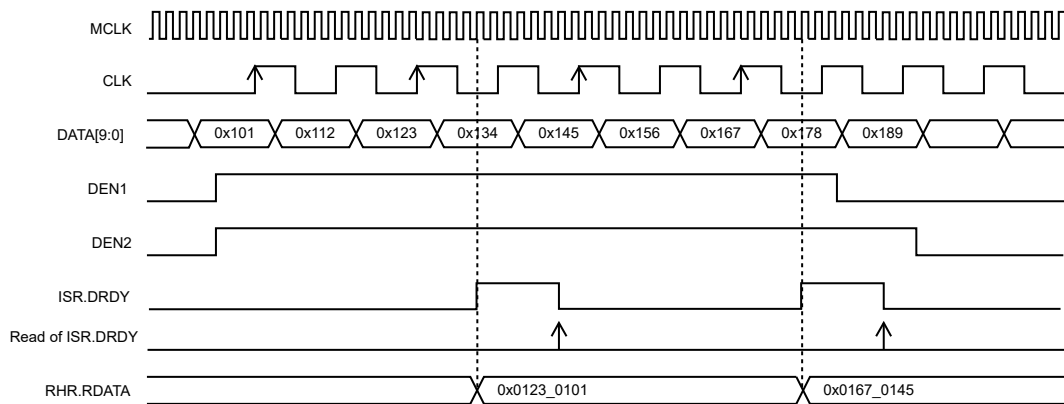 MCLK
CLK
DATA[9:0] 0x101 0x112 0x123 0x134 0x145 0x156 0x167 0x178 0x189
DEN1
DEN2
ISR.DRDY
Read of ISR.DRDY
RHR.RDATA 0x0123_0101 0x0167_0145